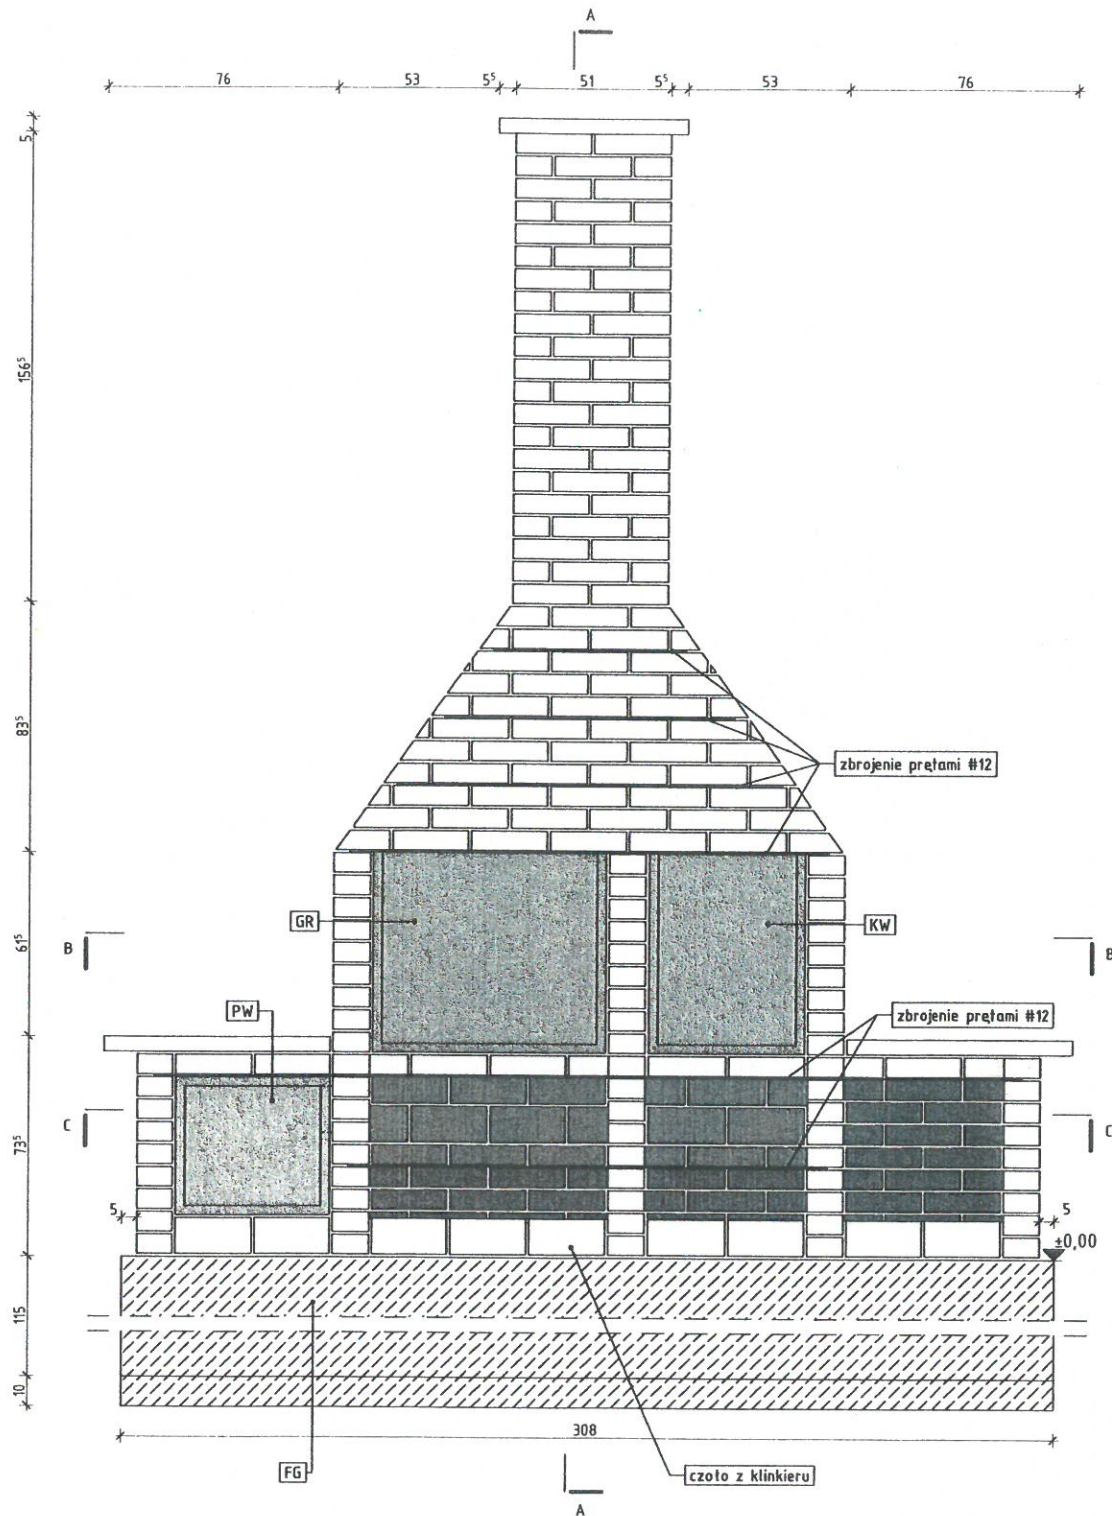 A
76 53 5⁵ 51 5⁵ 53 76
5
156⁵
83⁵
zbrojenie prętami #12
GR
KW
B
61⁵
B
PW
zbrojenie prętami #12
C
73⁵
C
5
5
±0,00
115
10
308
FG
czoło z klinkieru
A